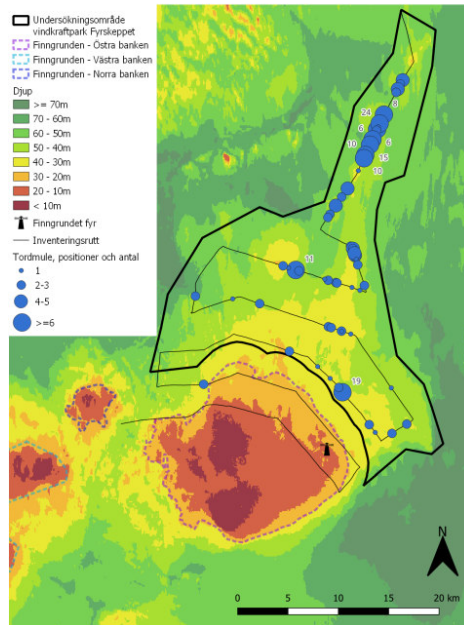 Undersökningsområde
vindkraftpark Fyrskeppet
Finngrunden - Östra banken
Finngrunden - Västra banken
Finngrunden - Norra banken
Djup
>= 70m
70 - 60m
60 - 50m
50 - 40m
40 - 30m
30 - 20m
20 - 10m
< 10m
Finngrundet fyr
Inventeringsrutt
Tordmule, positioner och antal
1
2-3
4-5
>=6
8
24
6
6
10
15
10
11
19
N
0 5 10 15 20 km